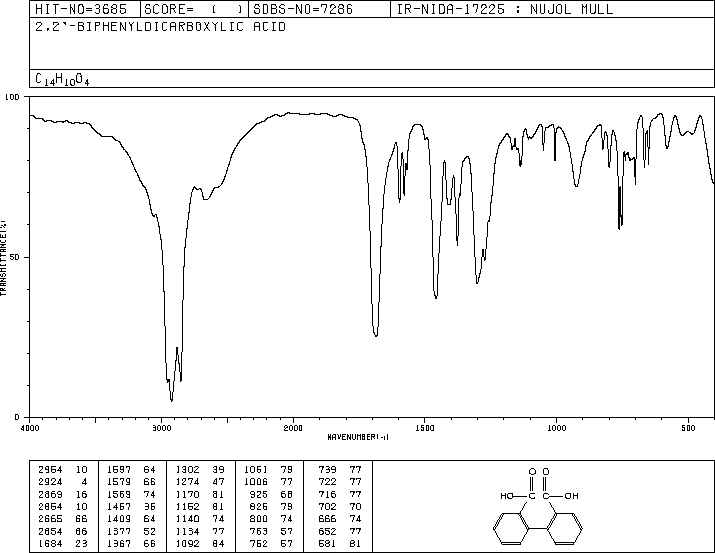 HIT-NO=3685 SCORE= ( ) SDBS-NO=7286 IR-NIDA-17225 : NUJOL MULL
2,2'-BIPHENYLDICARBOXYLIC ACID
C14H10O4
100
50
0
TRANSMITTANCE(%)
4000 3000 2000 1500 1000 500
WAVENUMBER(-1)
2954 10 1597 64 1302 39 1051 79 739 77
2924 4 1579 66 1274 47 1006 77 722 77
2869 16 1569 74 1170 81 925 68 716 77
2854 10 1457 36 1152 81 826 79 702 70
2665 66 1409 64 1140 74 800 74 666 74
2654 66 1377 52 1134 77 763 57 652 77
1684 23 1367 66 1092 84 752 57 581 81
O O
HO C C OH